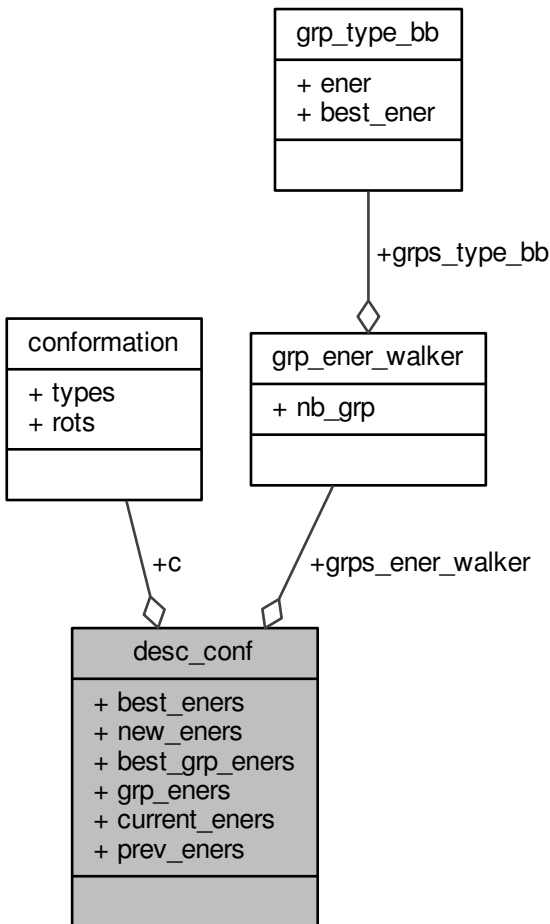 grp_type_bb
+ ener
+ best_ener
+grps_type_bb
conformation
+ types
+ rots
grp_ener_walker
+ nb_grp
+c
+grps_ener_walker
desc_conf
+ best_eners
+ new_eners
+ best_grp_eners
+ grp_eners
+ current_eners
+ prev_eners